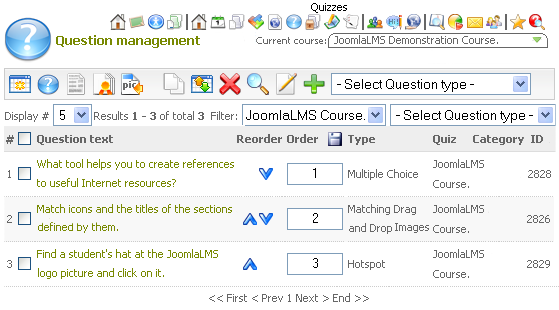 Quizzes
Question management
Current course: JoomlaLMS Demonstration Course.
pic
- Select Question type -
Display # 5 Results 1 - 3 of total 3 Filter: JoomlaLMS Course. - Select Question type -
# Question text Reorder Order Type Quiz Category ID
1 What tool helps you to create references to useful Internet resources? 1 Multiple Choice JoomlaLMS Course. 2828
2 Match icons and the titles of the sections defined by them. 2 Matching Drag and Drop Images JoomlaLMS Course. 2826
3 Find a student's hat at the JoomlaLMS logo picture and click on it. 3 Hotspot JoomlaLMS Course. 2829
<< First < Prev 1 Next > End >>